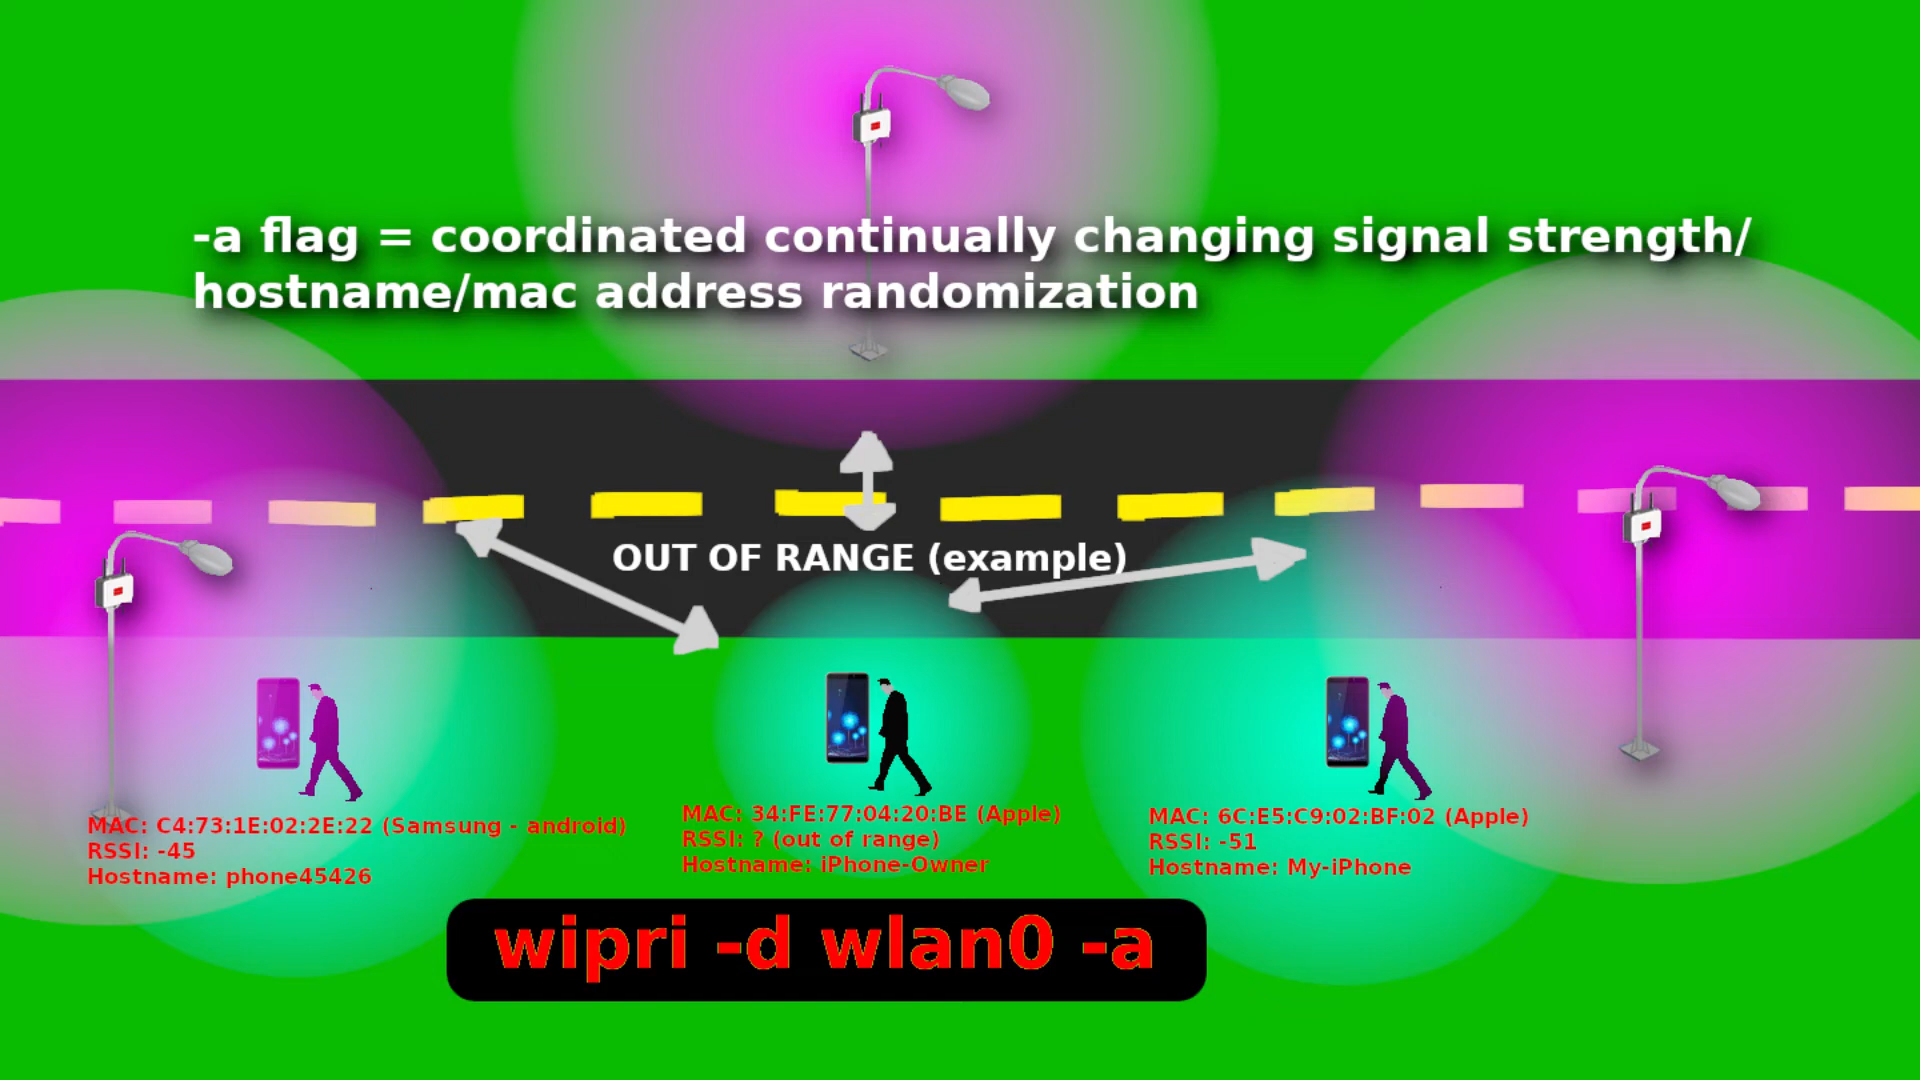 -a flag = coordinated continually changing signal strength/
hostname/mac address randomization
OUT OF RANGE (example)
MAC: C4:73:1E:02:2E:22 (Samsung - android)
RSSI: -45
Hostname: phone45426
MAC: 34:FE:77:04:20:BE (Apple)
RSSI: ? (out of range)
Hostname: iPhone-Owner
MAC: 6C:E5:C9:02:BF:02 (Apple)
RSSI: -51
Hostname: My-iPhone
wipri -d wlan0 -a